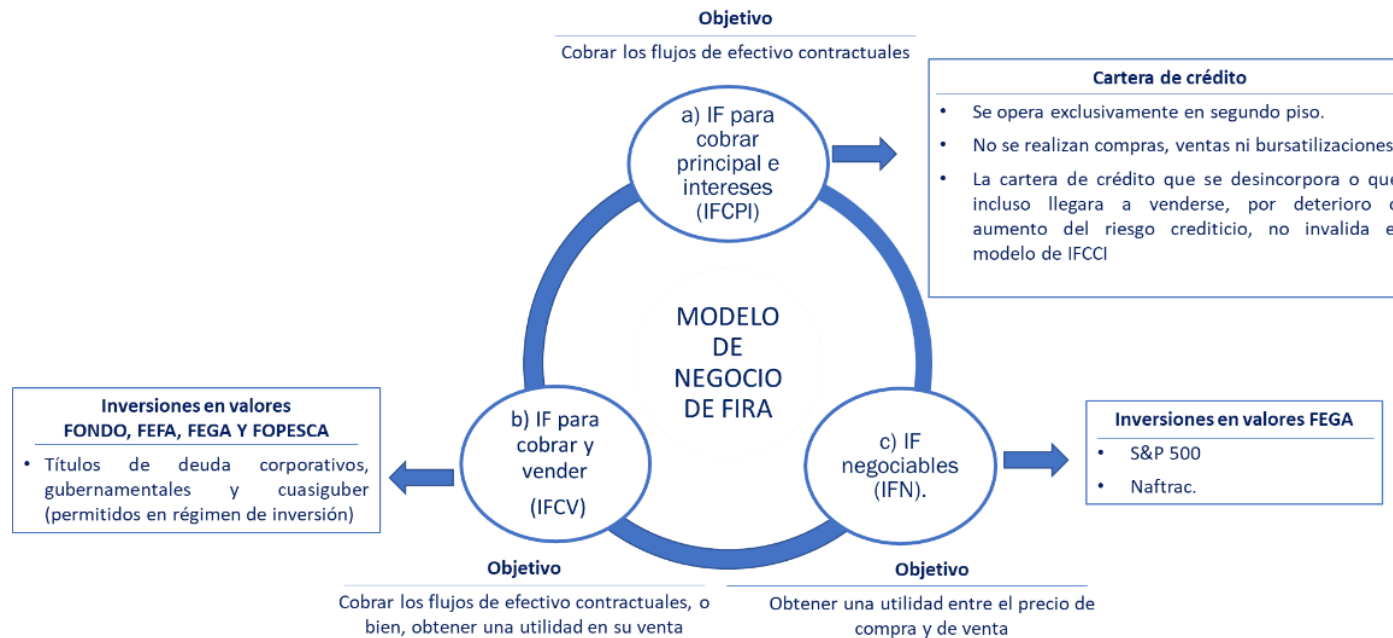 Objetivo
Cobrar los flujos de efectivo contractuales
a) IF para
cobrar
principal e
intereses
(IFCPI)
Cartera de crédito
• Se opera exclusivamente en segundo piso.
• No se realizan compras, ventas ni bursatilizaciones
• La cartera de crédito que se desincorpora o que
incluso llegara a venderse, por deterioro o
aumento del riesgo crediticio, no invalida e
modelo de IFCCI
MODELO
DE
NEGOCIO
DE FIRA
Inversiones en valores
FONDO, FEFA, FEGA Y FOPESCA
• Títulos de deuda corporativos,
gubernamentales y cuasiguber
(permitidos en régimen de inversión)
b) IF para
cobrar y
vender
(IFCV)
c) IF
negociables
(IFN).
Inversiones en valores FEGA
• S&P 500
• Naftrac.
Objetivo
Cobrar los flujos de efectivo contractuales, o
bien, obtener una utilidad en su venta
Objetivo
Obtener una utilidad entre el precio de
compra y de venta